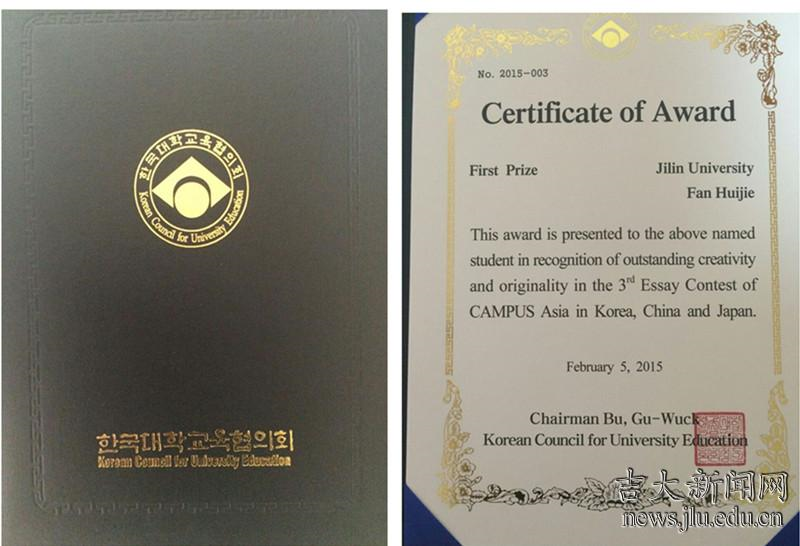 한국대학교육협의회
Korean Council for University Education
한국대학교육협의회
Korean Council for University Education
No. 2015-003
Certificate of Award
First Prize
Jilin University
Fan Huijie
This award is presented to the above named
student in recognition of outstanding creativity
and originality in the 3rd Essay Contest of
CAMPUS Asia in Korea, China and Japan.
February 5, 2015
Chairman Bu, Gu-Wuck
Korean Council for University Education
吉大新闻网
news.jlu.edu.cn